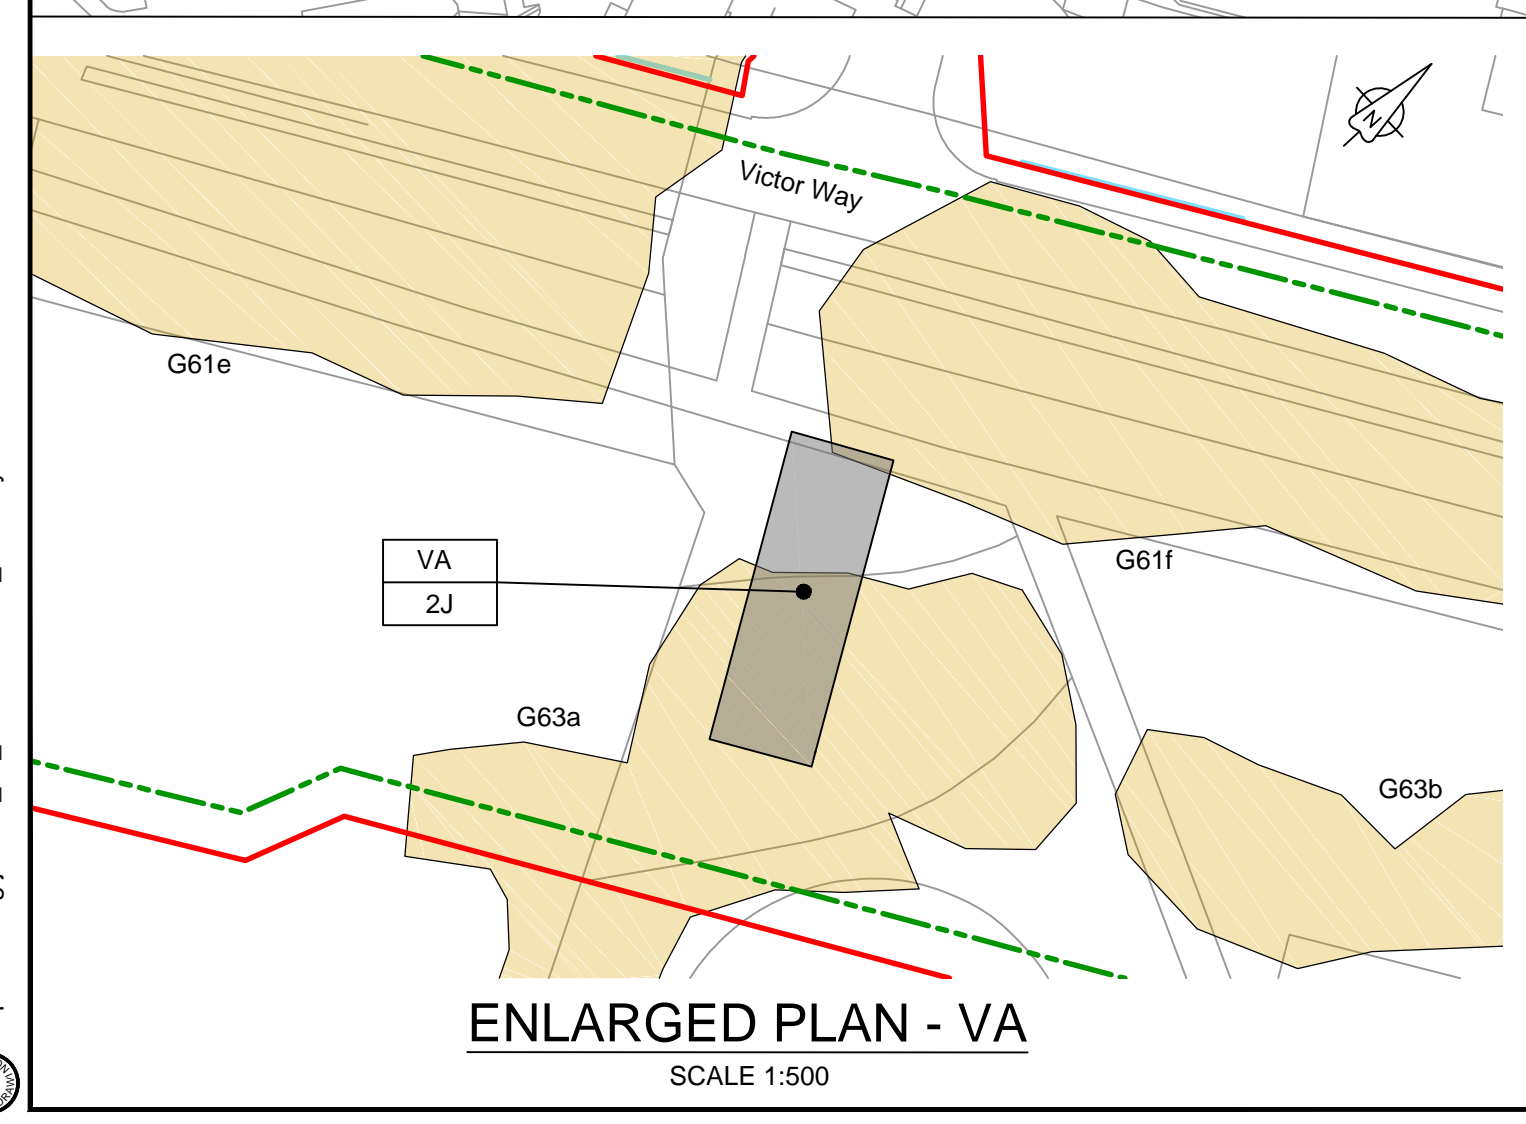 N
Victor Way
G61e
VA
2J
G61f
G63a
G63b
ENLARGED PLAN - VA
SCALE 1:500